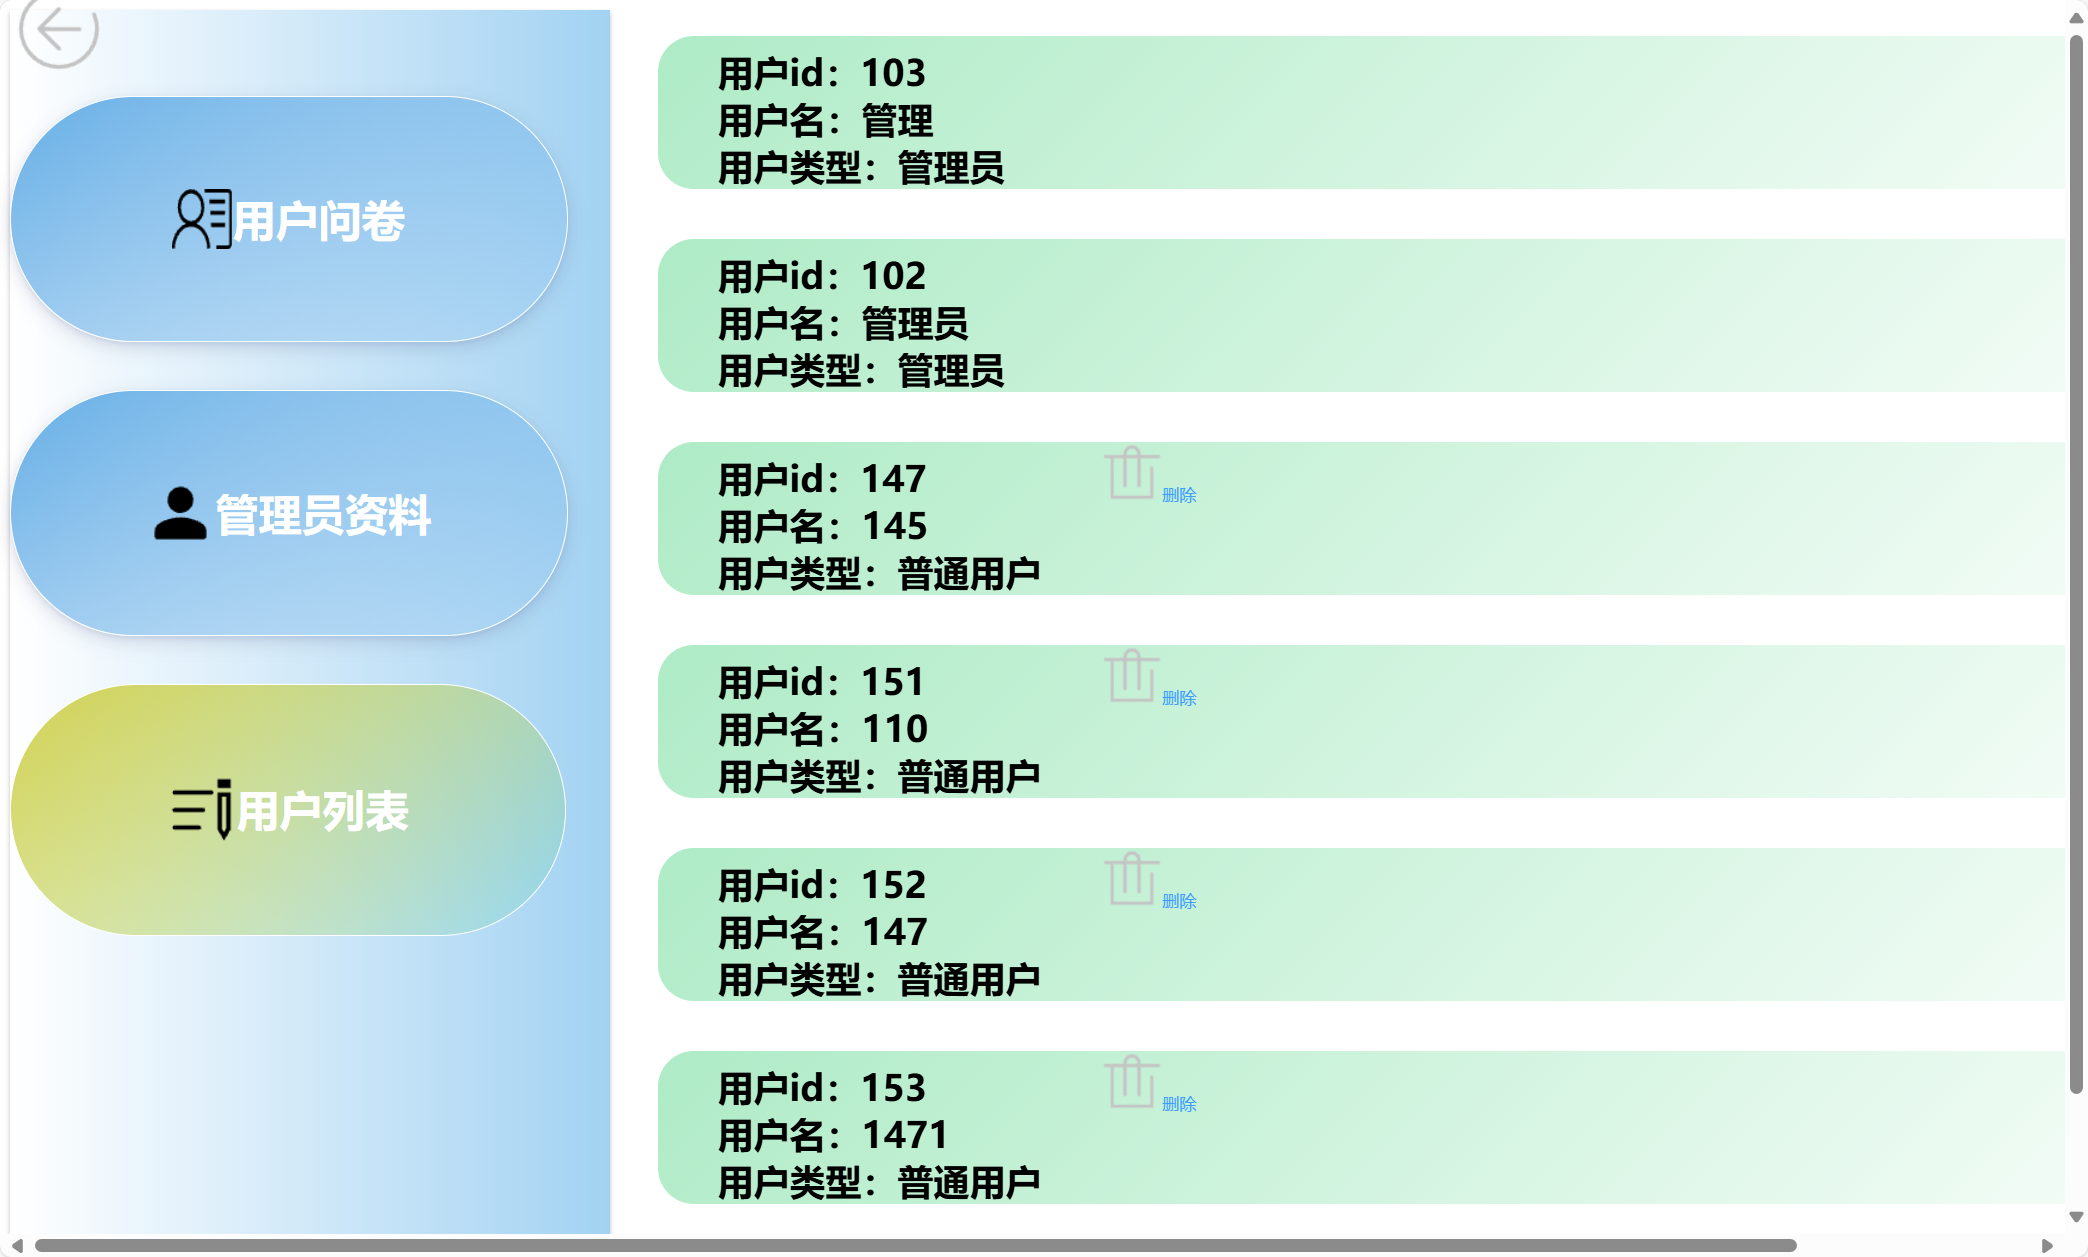 用户问卷
管理员资料
用户列表
用户id：103
用户名：管理
用户类型：管理员
用户id：102
用户名：管理员
用户类型：管理员
用户id：147
删除
用户名：145
用户类型：普通用户
用户id：151
删除
用户名：110
用户类型：普通用户
用户id：152
删除
用户名：147
用户类型：普通用户
用户id：153
删除
用户名：1471
用户类型：普通用户